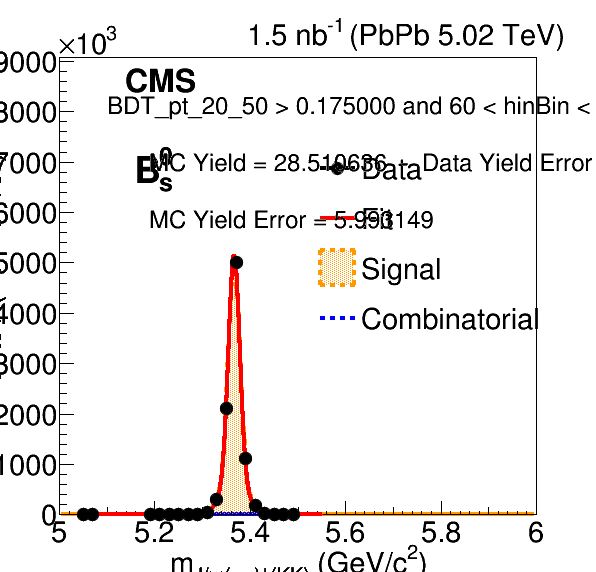 ×10³
1.5 nb⁻¹ (PbPb 5.02 TeV)
9000
CMS
BDT_pt_20_50 > 0.175000 and 60 < hinBin <
8000
7000
B⁰s
MC Yield = 28.510636 -- Data Yield Error
Data
6000
MC Yield Error = 5.993149
Fit
5000
Signal
4000
Combinatorial
3000
2000
1000
0
5 5.2 5.4 5.6 5.8 6
m (GeV/c²)